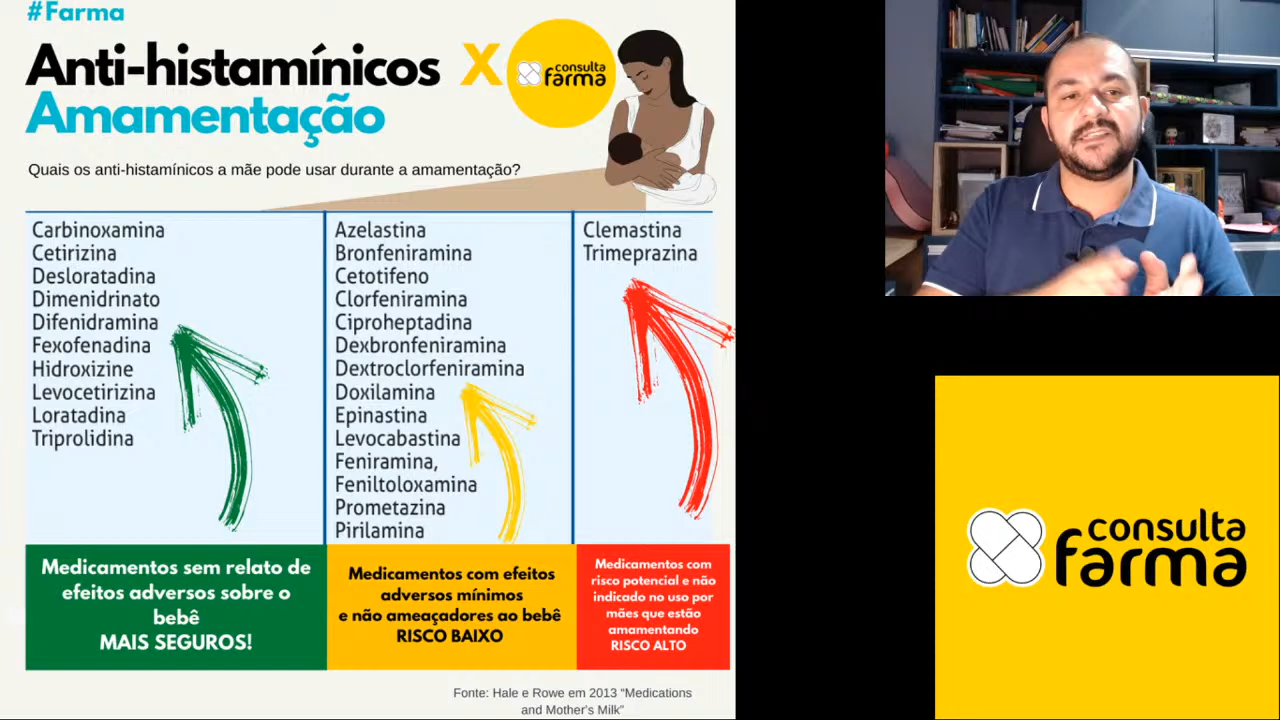 #Farma
Anti-histamínicos X
Amamentação
consulta
farma
Quais os anti-histamínicos a mãe pode usar durante a amamentação?
Carbinoxamina
Cetirizina
Desloratadina
Dimenidrinato
Difenidramina
Fexofenadina
Hidroxizine
Levocetirizina
Loratadina
Triprolidina
Azelastina
Bronfeniramina
Cetotifeno
Clorfeniramina
Ciproheptadina
Dexbronfeniramina
Dextroclorfeniramina
Doxilamina
Epinastina
Levocabastina
Feniramina,
Feniltoloxamina
Prometazina
Pirilamina
Clemastina
Trimeprazina
Medicamentos sem relato de
efeitos adversos sobre o
bebê
MAIS SEGUROS!
Medicamentos com efeitos
adversos mínimos
e não ameaçadores ao bebê
RISCO BAIXO
Medicamentos com
risco potencial e não
indicado no uso por
mães que estão
amamentando
RISCO ALTO
Fonte: Hale e Rowe em 2013 “Medications
and Mother's Milk”
consulta
farma